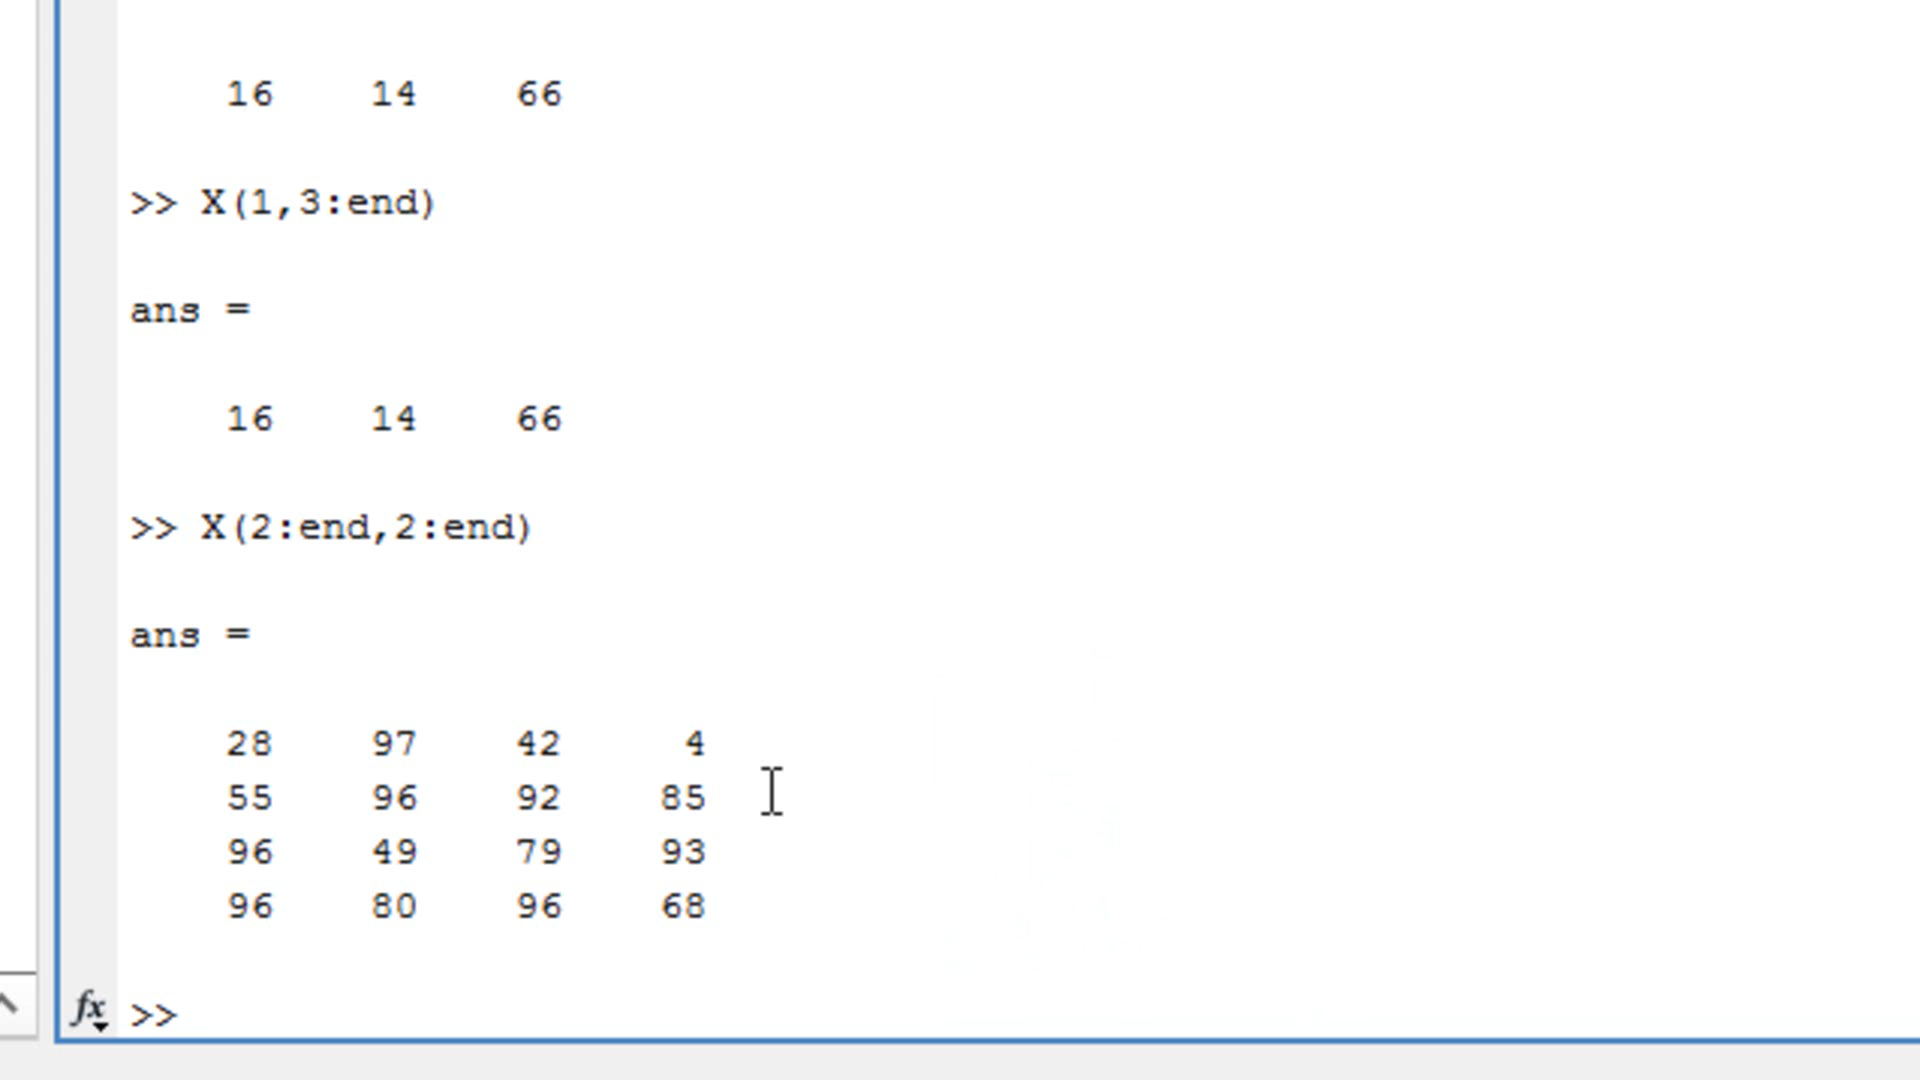 16 14 66
>> X(1,3:end)
ans =
16 14 66
>> X(2:end,2:end)
ans =
28 97 42 4
55 96 92 85
96 49 79 93
96 80 96 68
fx >>